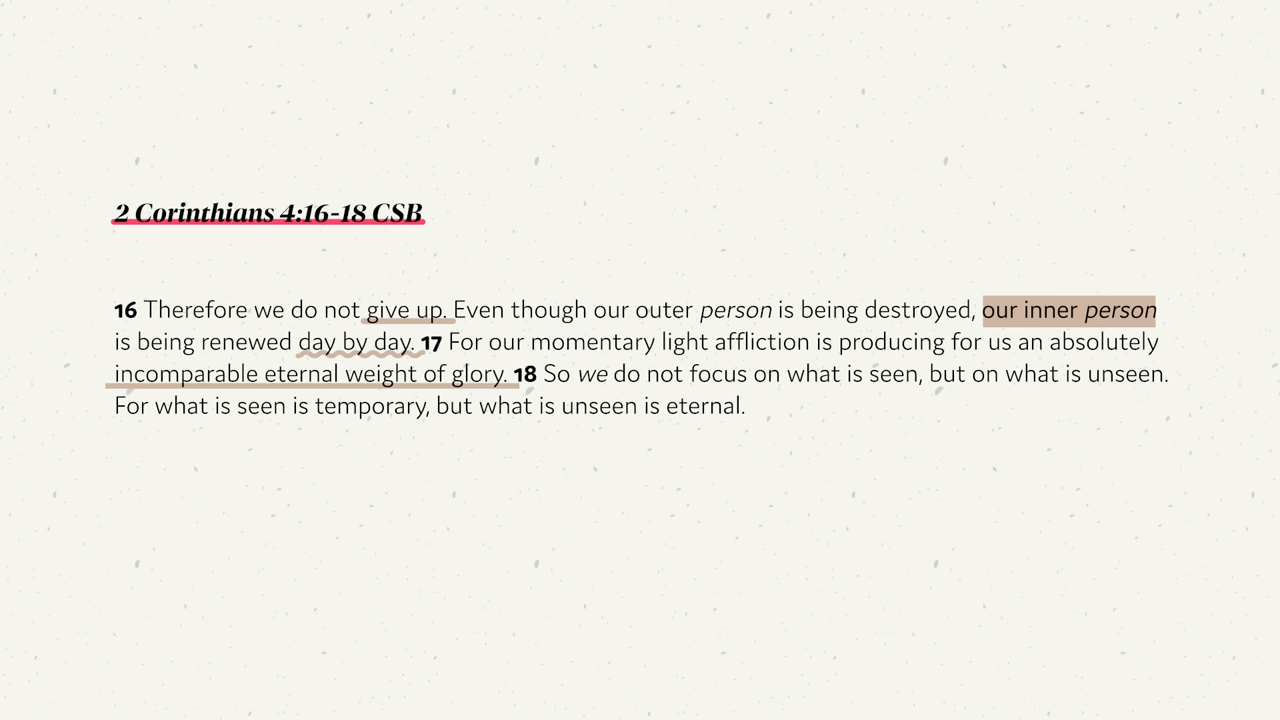 2 Corinthians 4:16-18 CSB
16 Therefore we do not give up. Even though our outer person is being destroyed, our inner person
is being renewed day by day. 17 For our momentary light affliction is producing for us an absolutely
incomparable eternal weight of glory. 18 So we do not focus on what is seen, but on what is unseen.
For what is seen is temporary, but what is unseen is eternal.